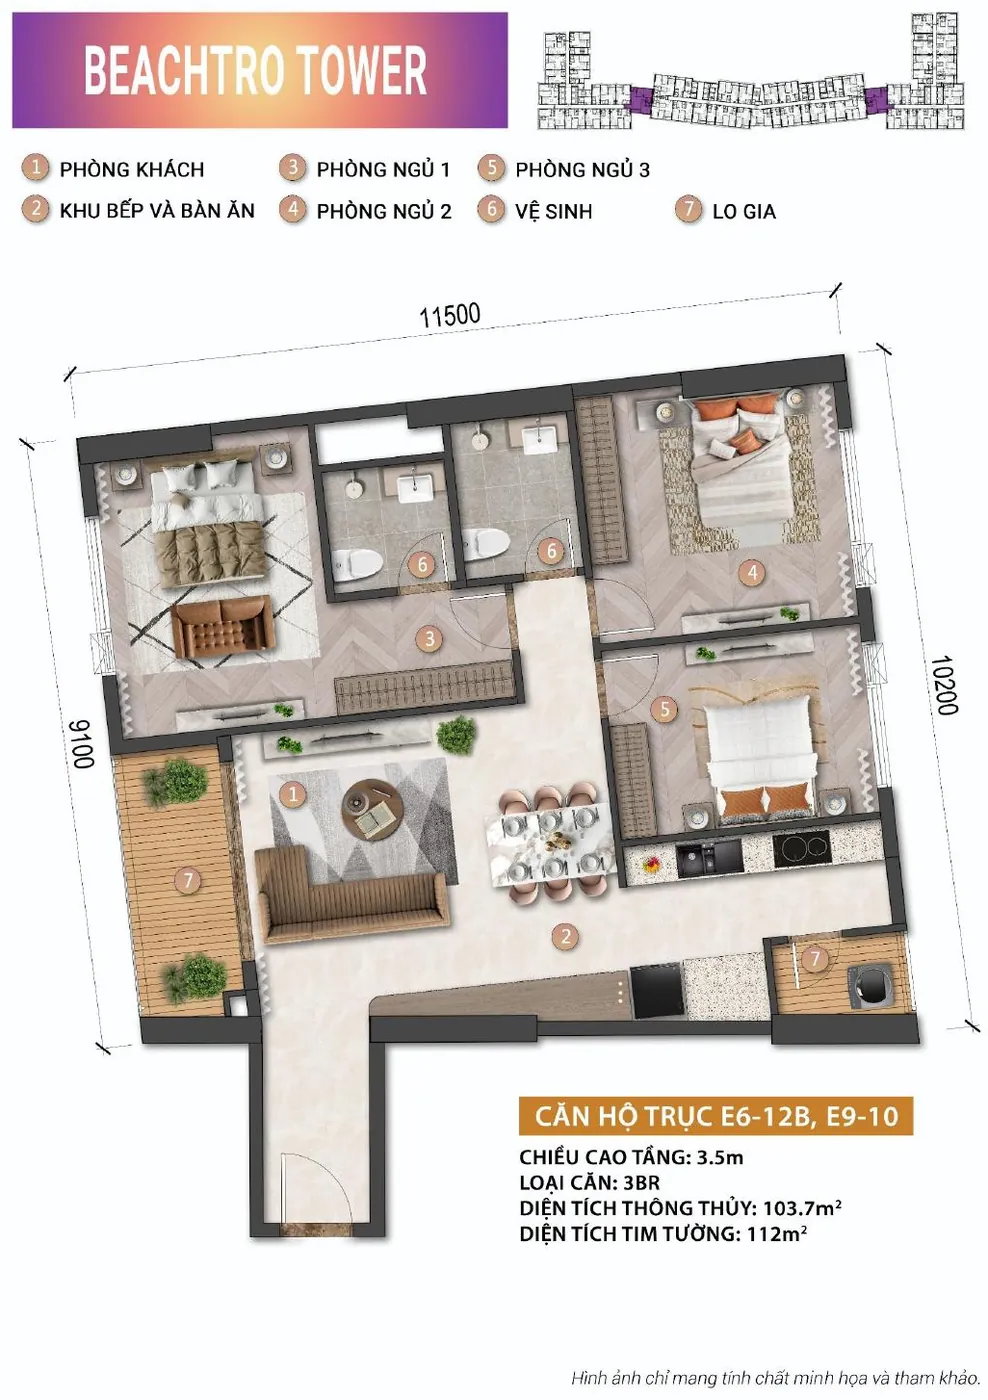 BEACHTRO TOWER
1 PHÒNG KHÁCH
3 PHÒNG NGỦ 1
5 PHÒNG NGỦ 3
2 KHU BẾP VÀ BÀN ĂN
4 PHÒNG NGỦ 2
6 VỆ SINH
7 LO GIA
11500
6
6
4
3
5
10200
9100
1
7
2
7
CĂN HỘ TRỤC E6-12B, E9-10
CHIỀU CAO TẦNG: 3.5m
LOẠI CĂN: 3BR
DIỆN TÍCH THÔNG THỦY: 103.7m²
DIỆN TÍCH TIM TƯỜNG: 112m²
Hình ảnh chỉ mang tính chất minh họa và tham khảo.